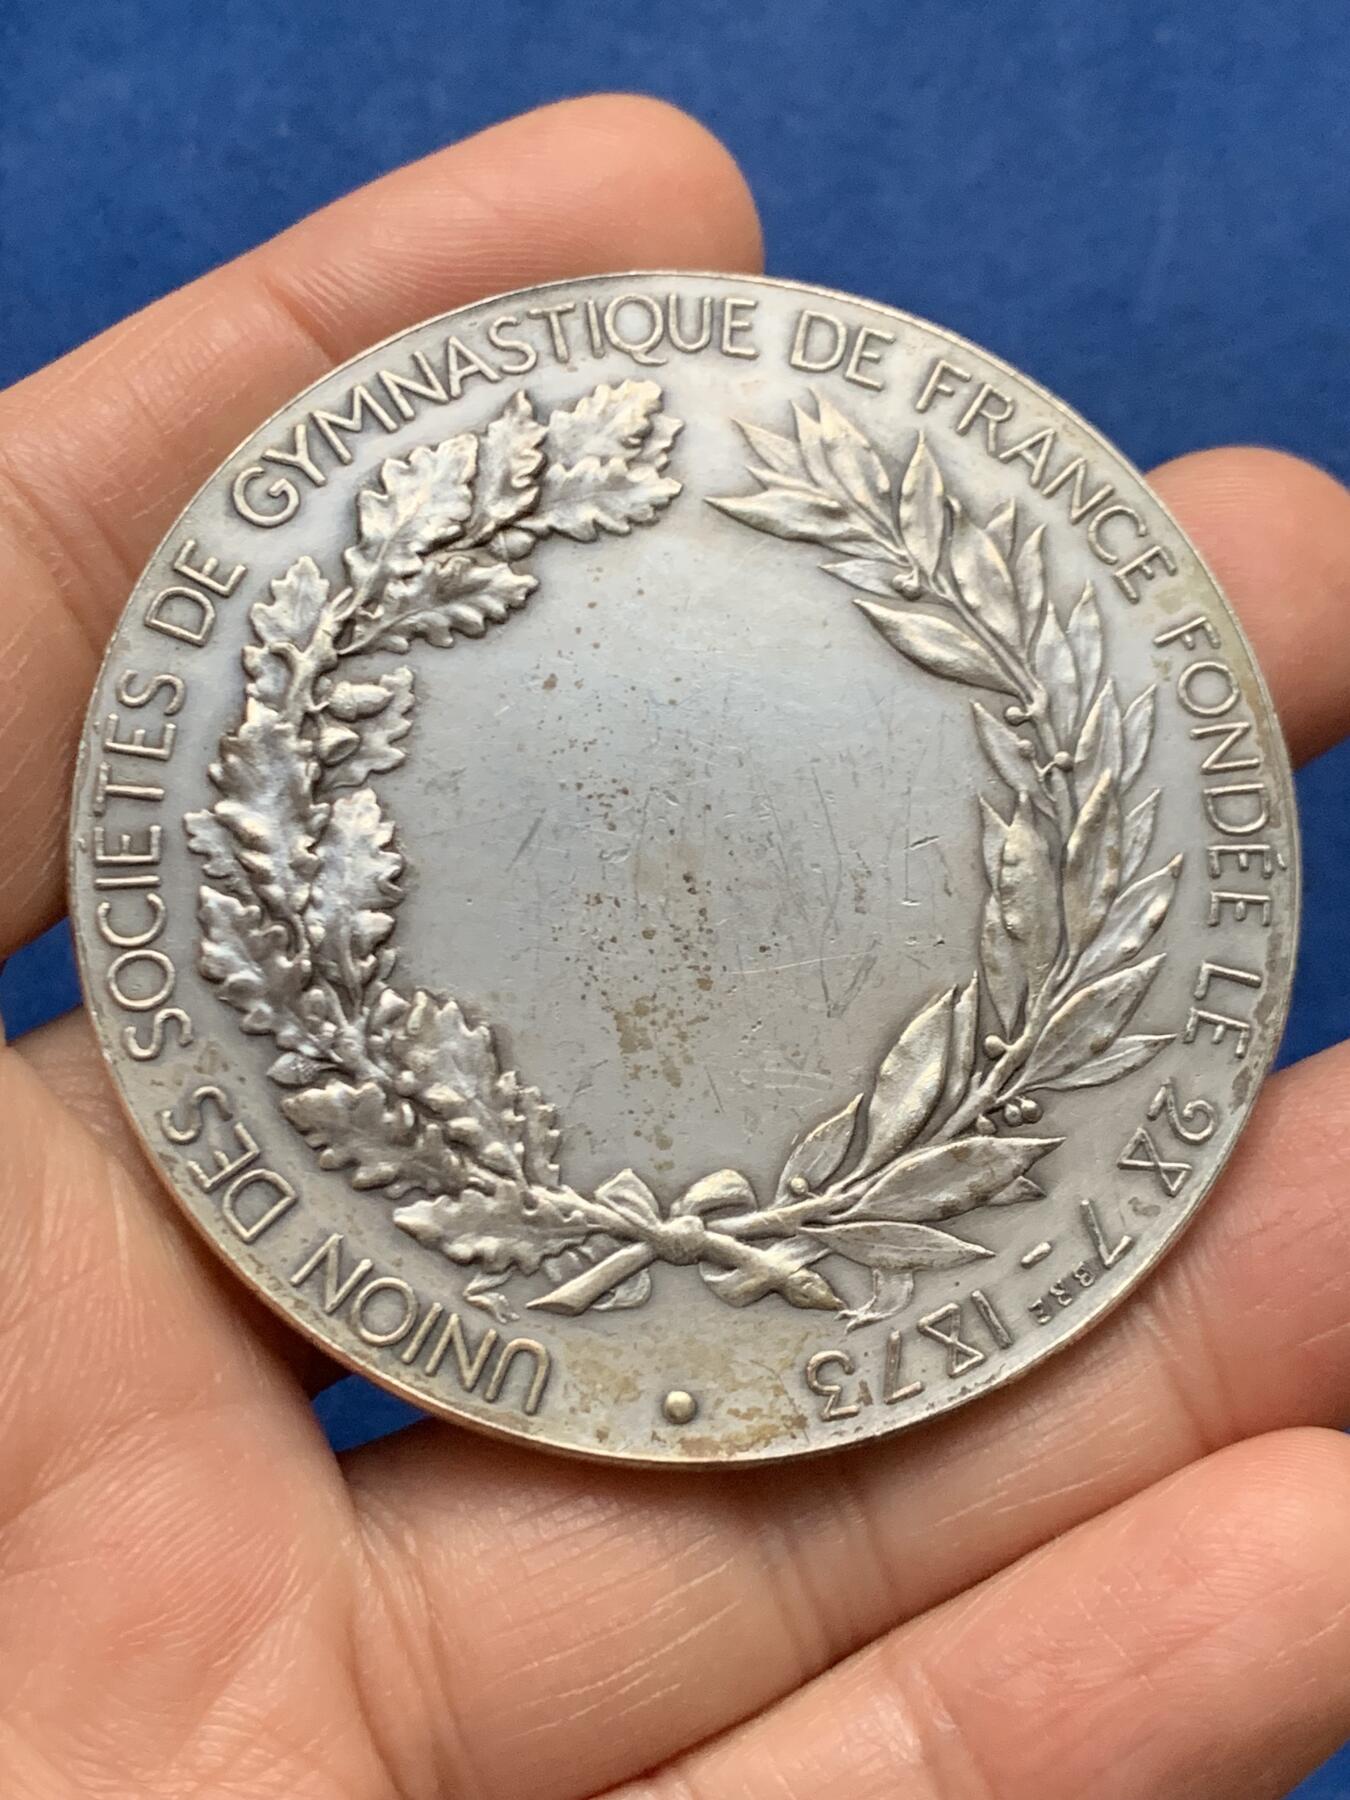 UNION DES SOCIÉTÉS DE GYMNASTIQUE DE FRANCE FONDÉE LE 28 7BRE - 1873